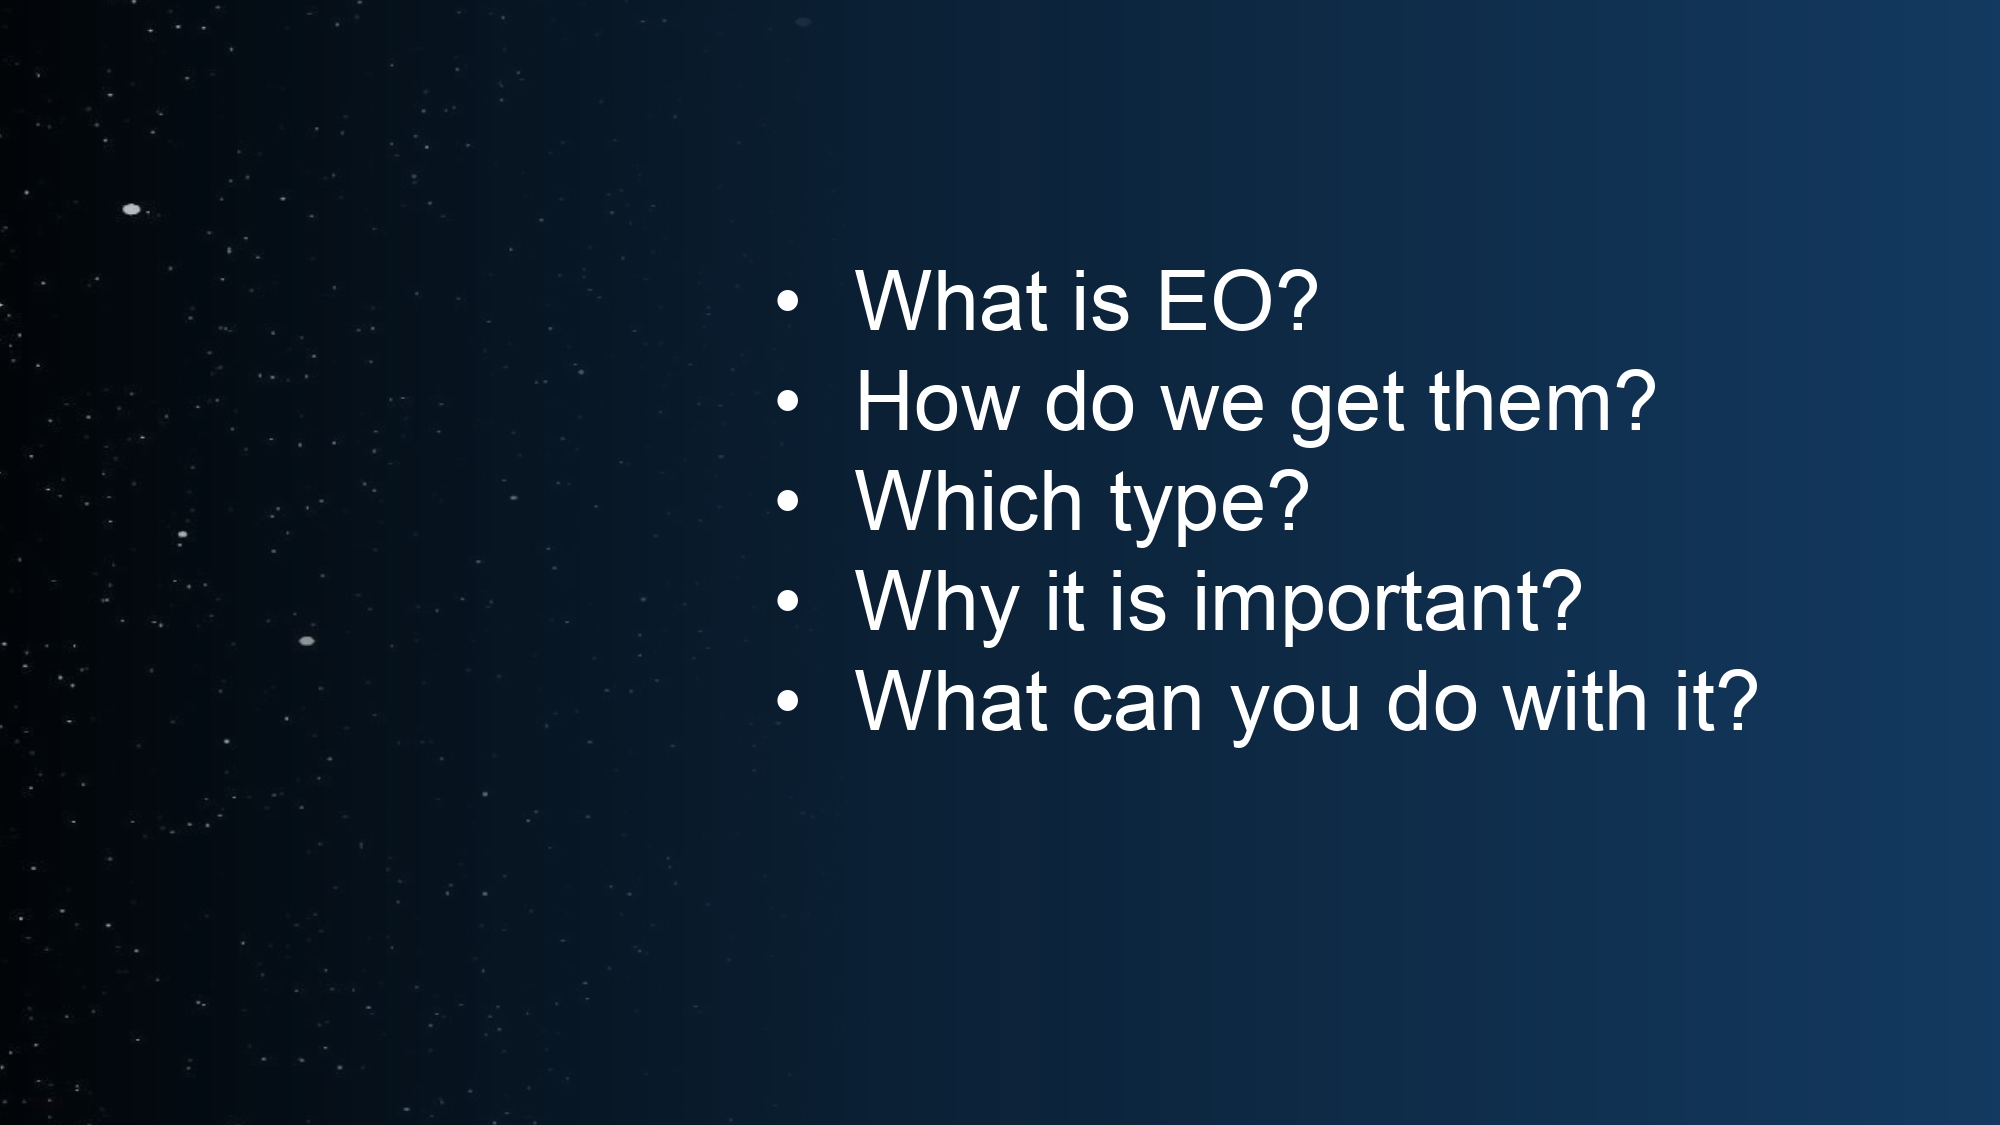 • What is EO?
• How do we get them?
• Which type?
• Why it is important?
• What can you do with it?